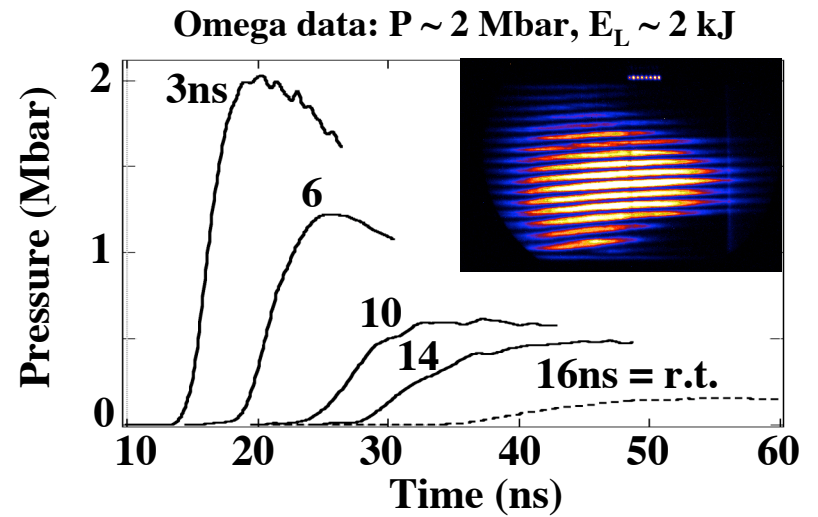 Omega data: P ~ 2 Mbar, E_L ~ 2 kJ
2
3ns
6
1
10
14
16ns = r.t.
0
Pressure (Mbar)
10 20 30 40 50 60
Time (ns)